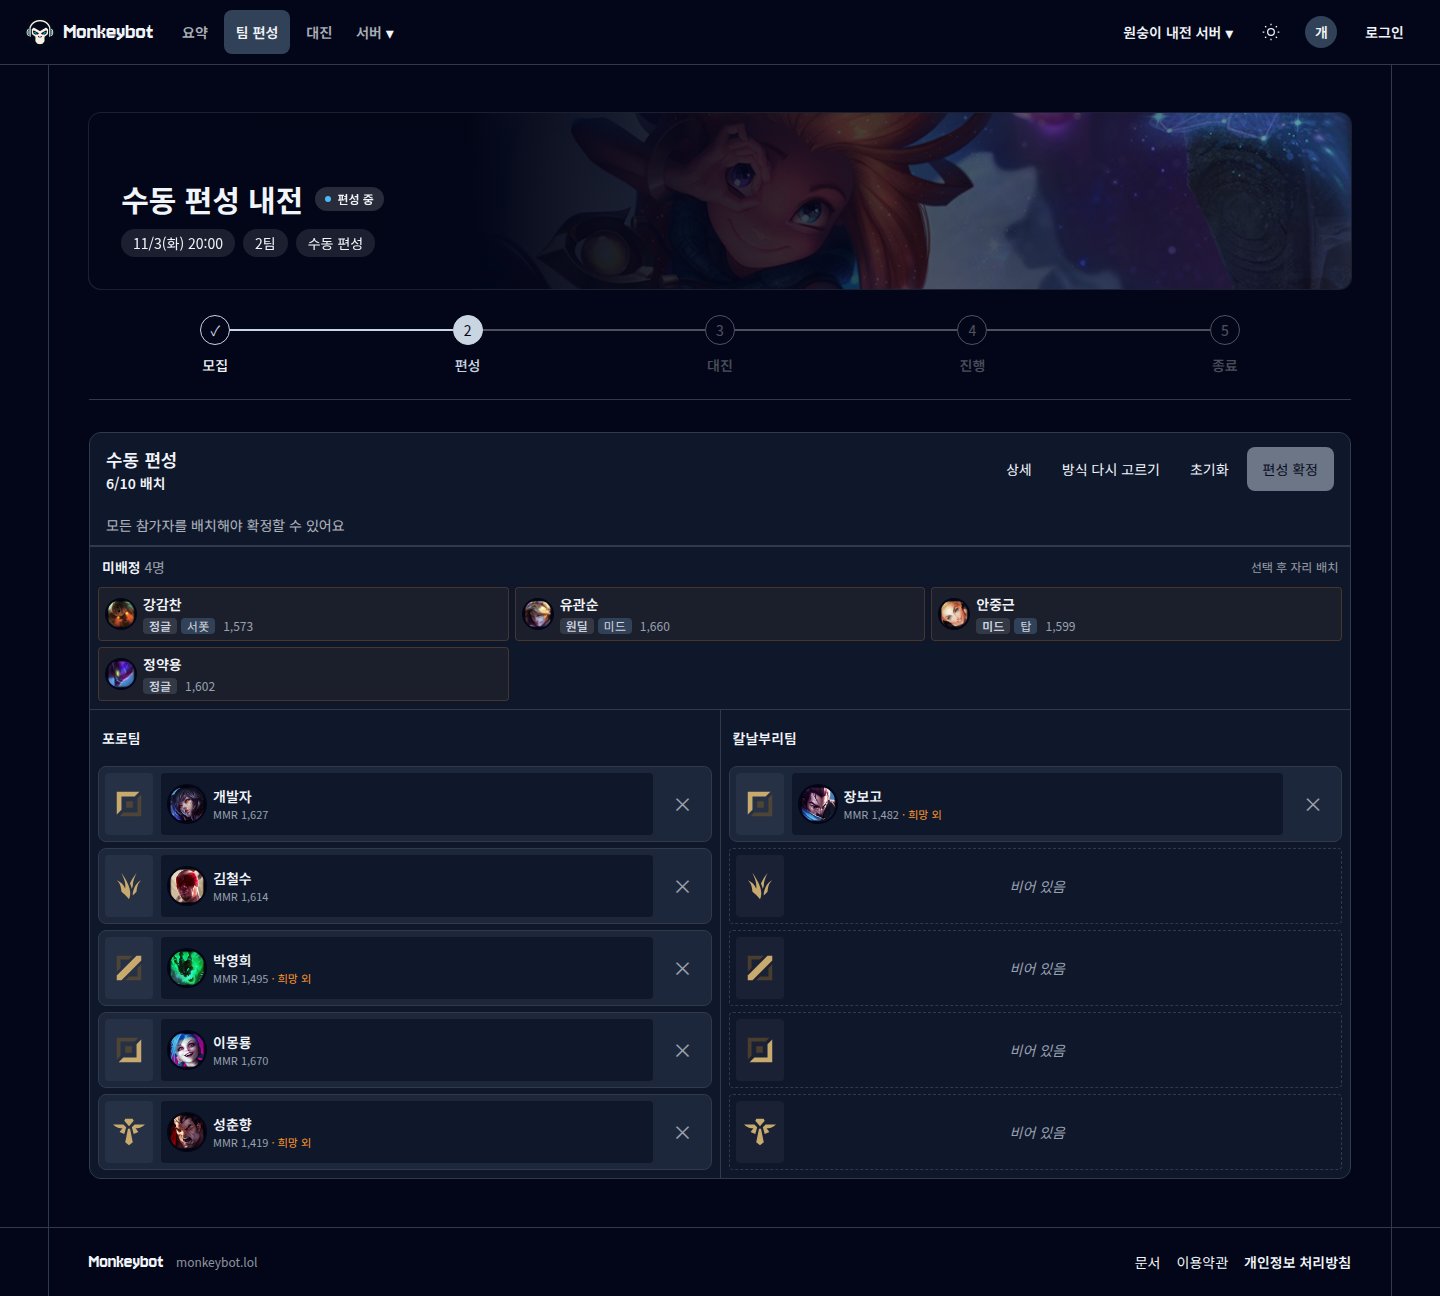 Monkeybot 요약 팀 편성 대진 서버 ▾ 원숭이 내전 서버 ▾ 개 로그인
수동 편성 내전 편성 중
11/3(화) 20:00 2팀 수동 편성
✓ 2 3 4 5
모집 편성 대진 진행 종료
수동 편성
6/10 배치
상세 방식 다시 고르기 초기화 편성 확정
모든 참가자를 배치해야 확정할 수 있어요
미배정 4명 선택 후 자리 배치
강감찬
정글 서폿 1,573
유관순
원딜 미드 1,660
안중근
미드 탑 1,599
정약용
정글 1,602
포로팀
개발자
MMR 1,627
김철수
MMR 1,614
박영희
MMR 1,495 · 희망 외
이몽룡
MMR 1,670
성춘향
MMR 1,419 · 희망 외
칼날부리팀
장보고
MMR 1,482 · 희망 외
비어 있음
비어 있음
비어 있음
비어 있음
Monkeybot monkeybot.lol 문서 이용약관 개인정보 처리방침